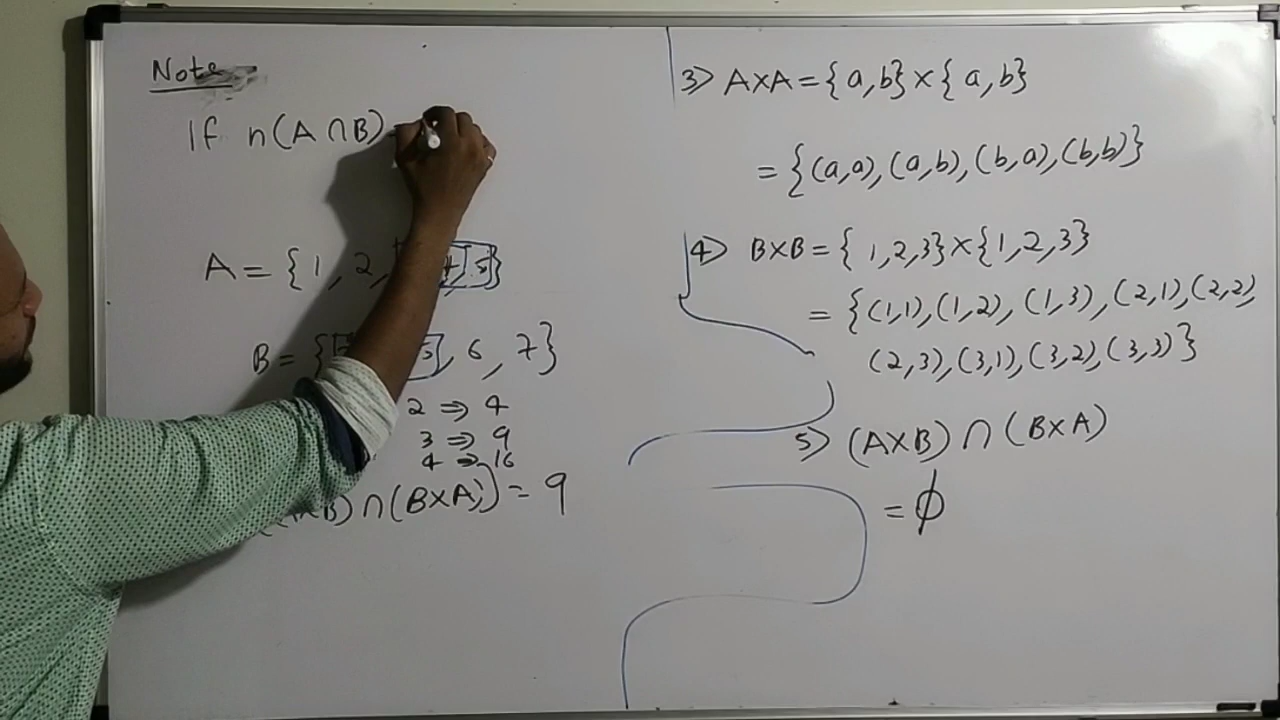 Note
If n(A ∩ B)
A = {1, 2, 5}
B = { 5, 6, 7}
2 ⇒ 4
3 ⇒ 9
4 ⇒ 16
B) ∩ (B×A)) = 9
3) A×A = {a,b} × {a,b}
= {(a,a), (a,b), (b,a), (b,b)}
4) B×B = {1,2,3} × {1,2,3}
= {(1,1), (1,2), (1,3), (2,1), (2,2),
(2,3), (3,1), (3,2), (3,3)}
5) (A×B) ∩ (B×A)
= ϕ